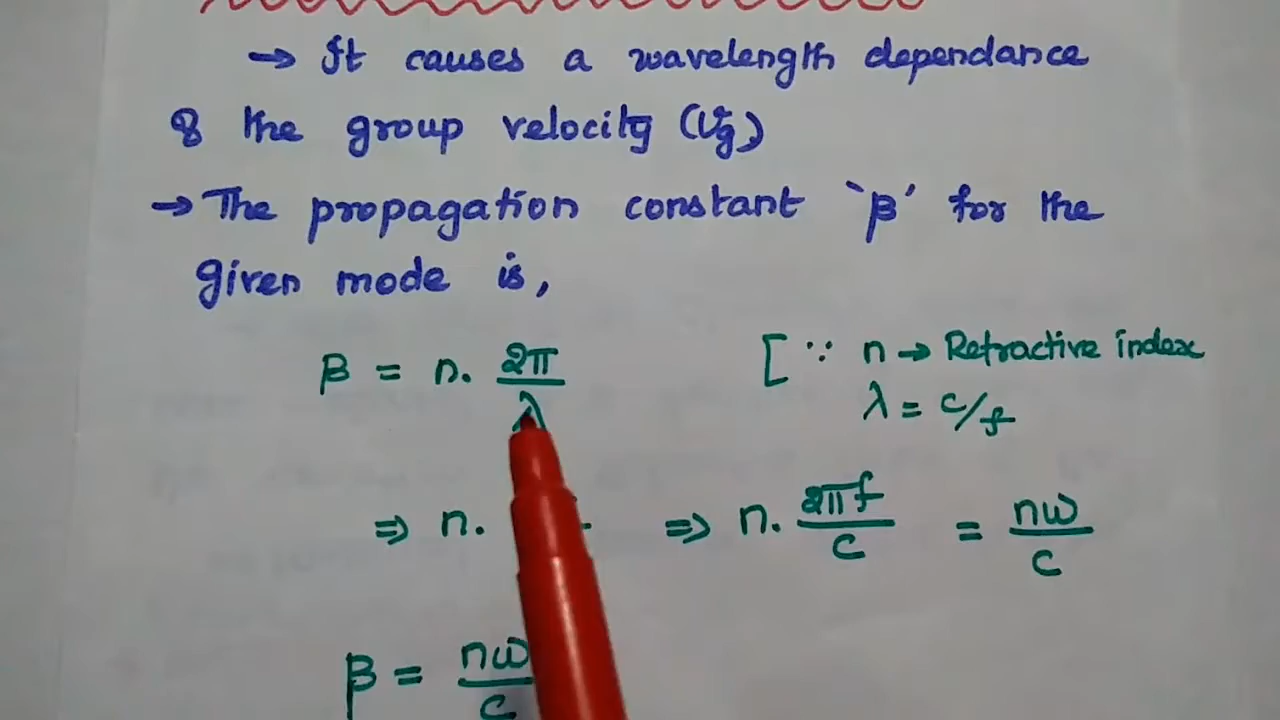 → It causes a wavelength dependance
of the group velocity (Vg)
→ The propagation constant `β' for the
given mode is,
β = n. 2π/λ [∵ n → Refractive index
λ = c/f
⇒ n. ⇒ n. 2πf/c = nω/c
β = nω/c